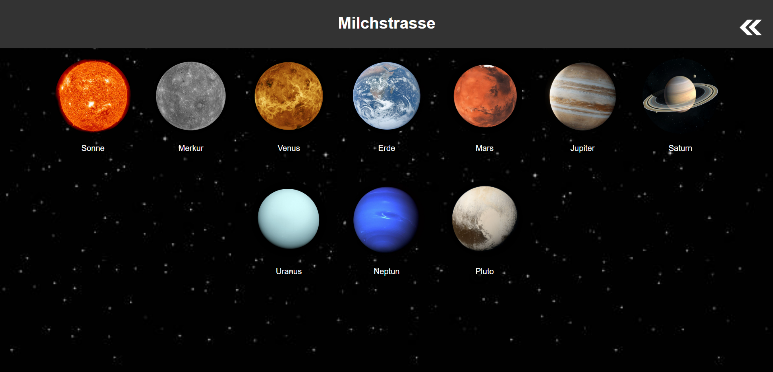 Milchstrasse
Sonne
Merkur
Venus
Erde
Mars
Jupiter
Saturn
Uranus
Neptun
Pluto